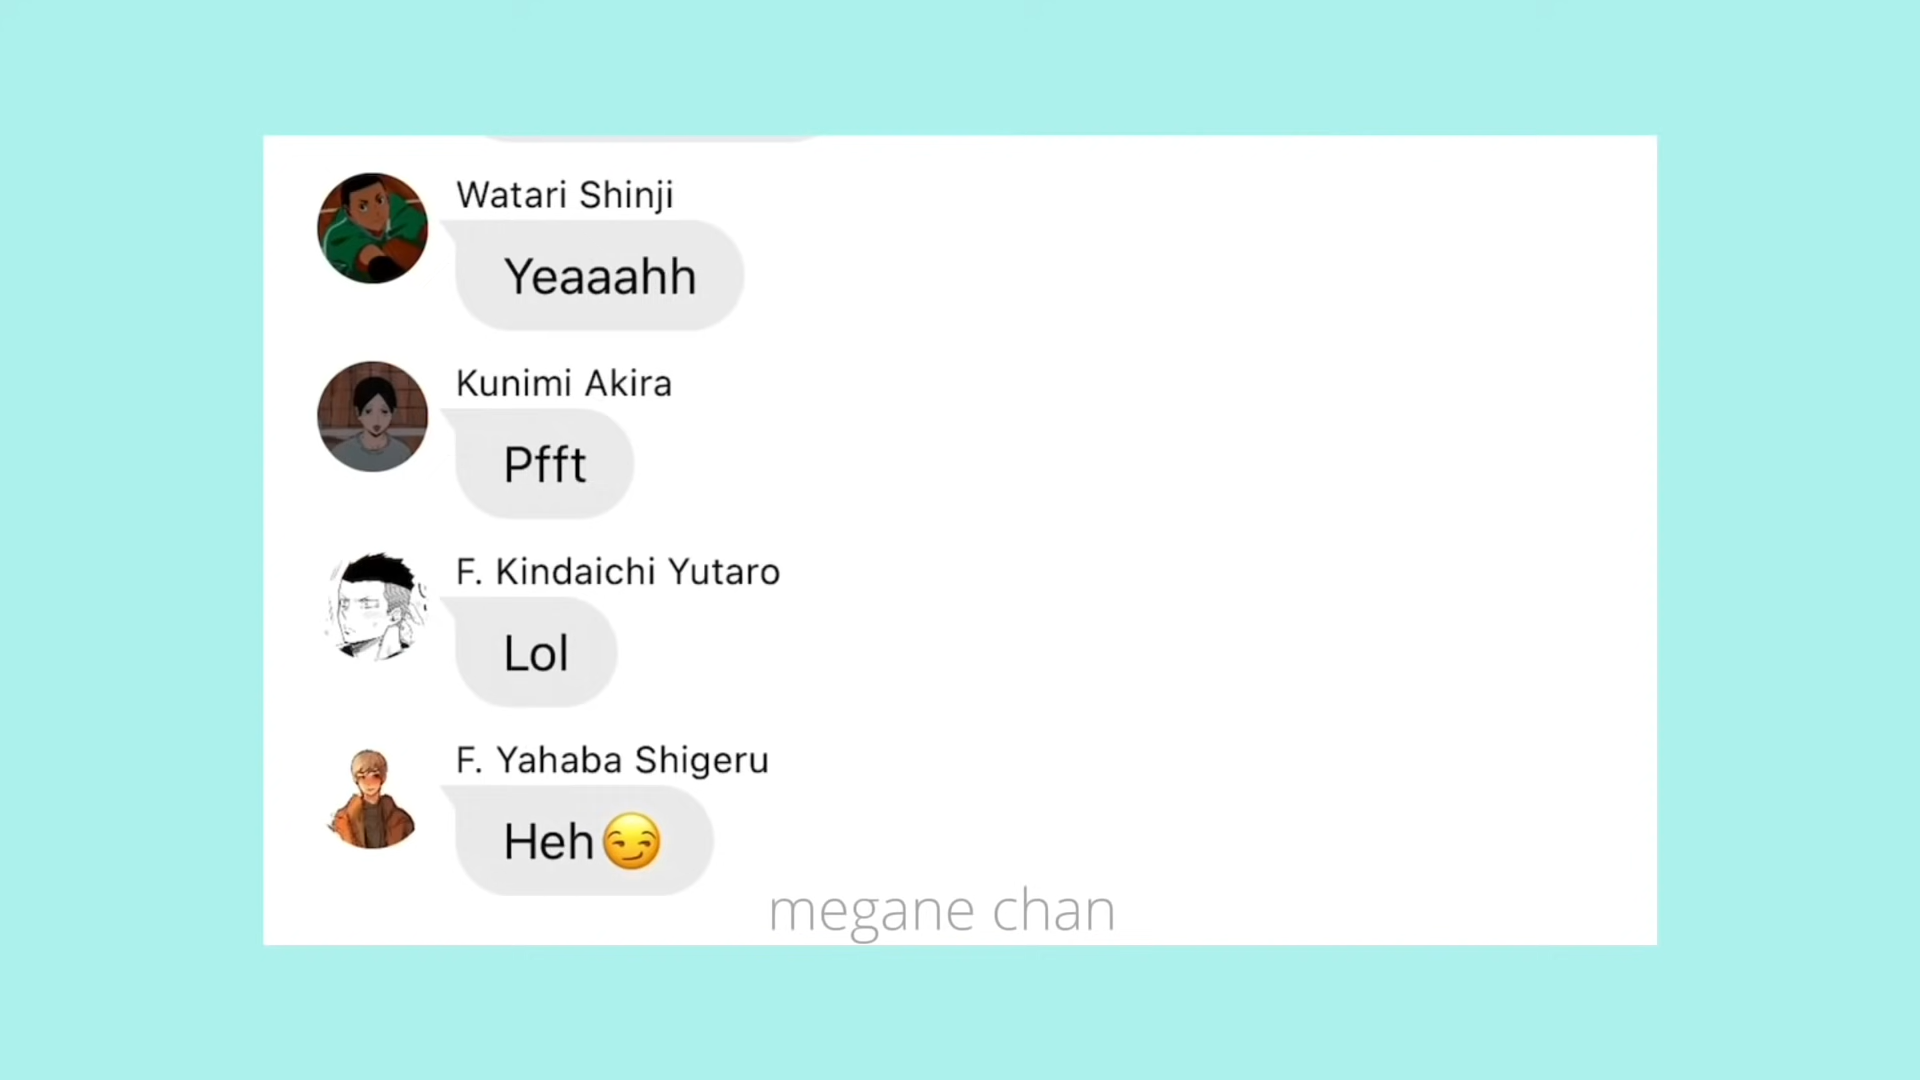 Watari Shinji
Yeaaahh
Kunimi Akira
Pfft
F. Kindaichi Yutaro
Lol
F. Yahaba Shigeru
Heh😏
megane chan